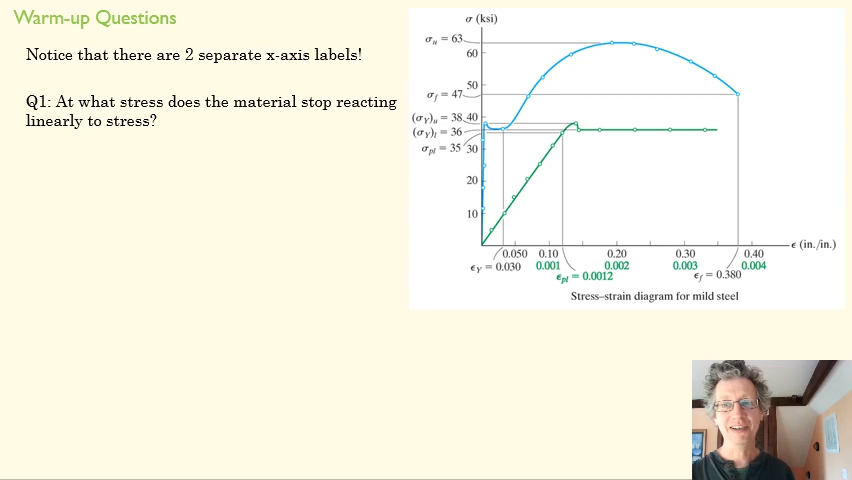 Warm-up Questions
Notice that there are 2 separate x-axis labels!
Q1: At what stress does the material stop reacting
linearly to stress?
σ (ksi)
σu = 63
60
50
σf = 47
(σY)u = 38
40
(σY)l = 36
σpl = 35
30
20
10
ϵ (in./in.)
0.050 0.10 0.20 0.30 0.40
ϵY = 0.030 0.001 0.002 0.003 0.004
ϵpl = 0.0012 ϵf = 0.380
Stress–strain diagram for mild steel